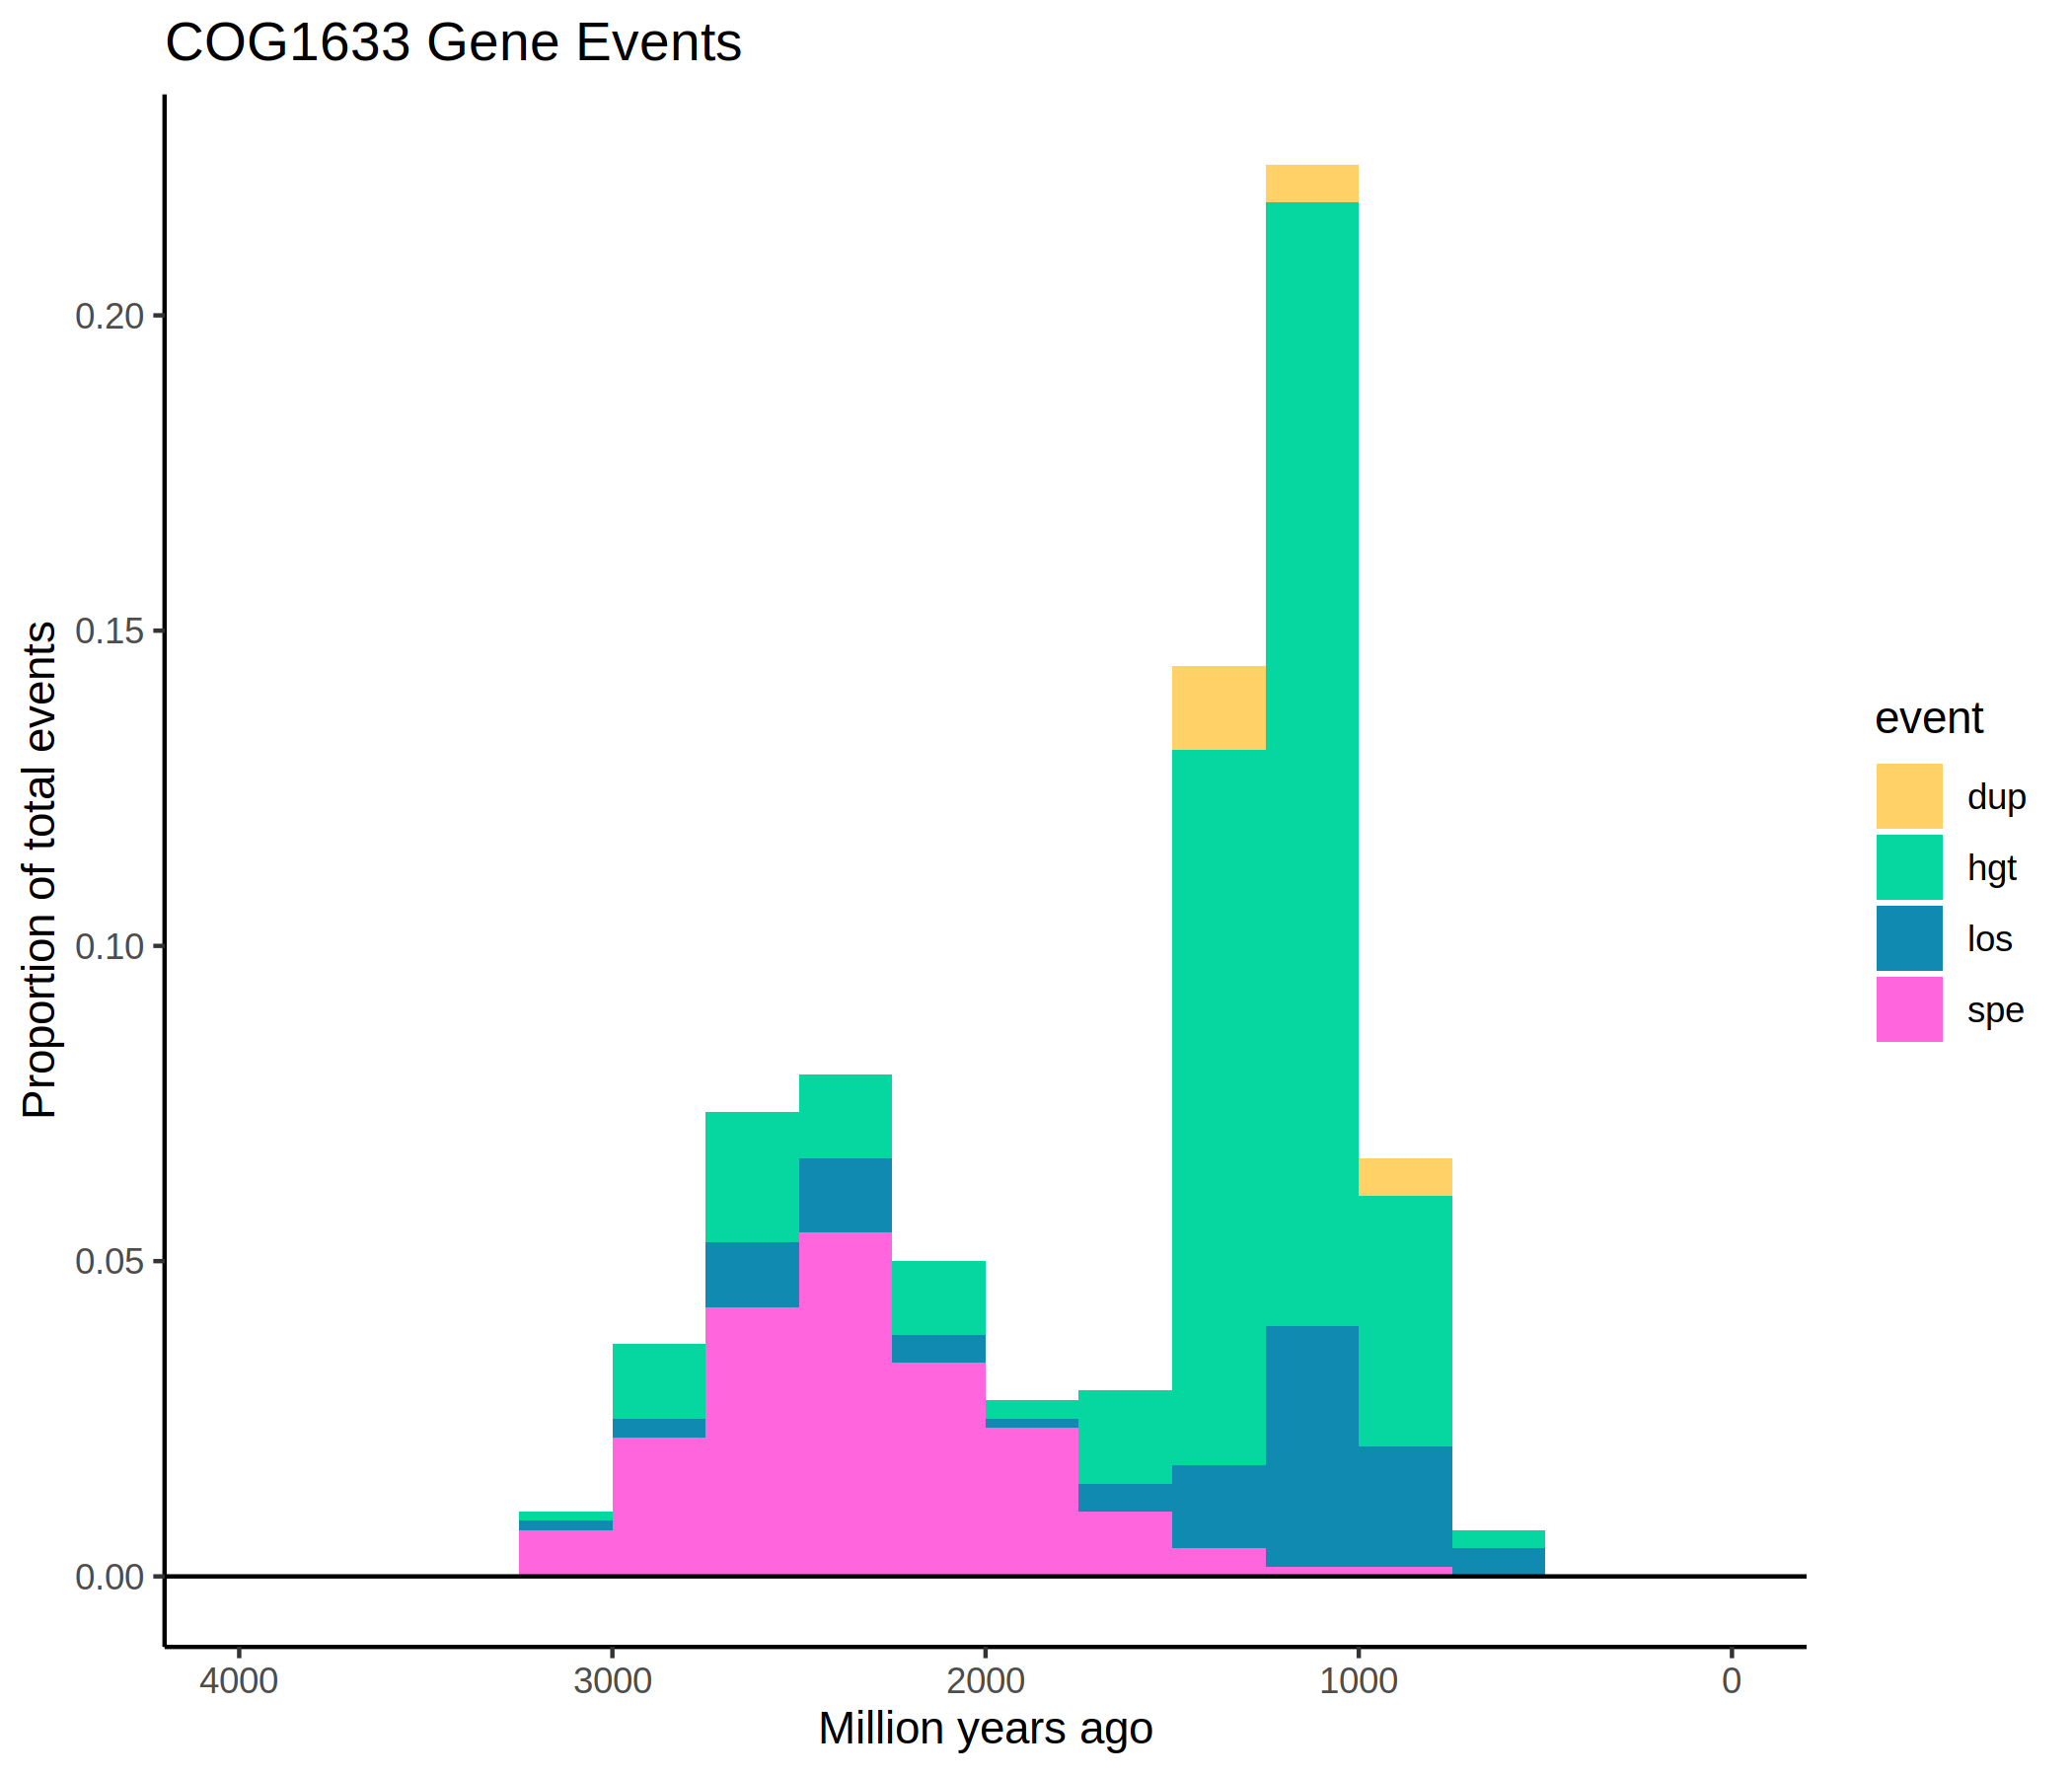 COG1633 Gene Events
Proportion of total events
0.20
0.15
0.10
0.05
0.00
4000 3000 2000 1000 0
Million years ago
event
dup
hgt
los
spe